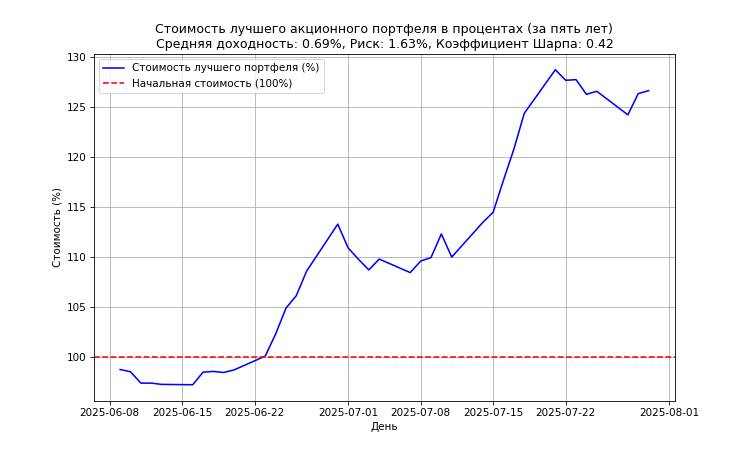 Стоимость лучшего акционного портфеля в процентах (за пять лет)
Средняя доходность: 0.69%, Риск: 1.63%, Коэффициент Шарпа: 0.42
Стоимость лучшего портфеля (%)
Начальная стоимость (100%)
Стоимость (%)
130
125
120
115
110
105
100
2025-06-08 2025-06-15 2025-06-22 2025-07-01 2025-07-08 2025-07-15 2025-07-22 2025-08-01
День